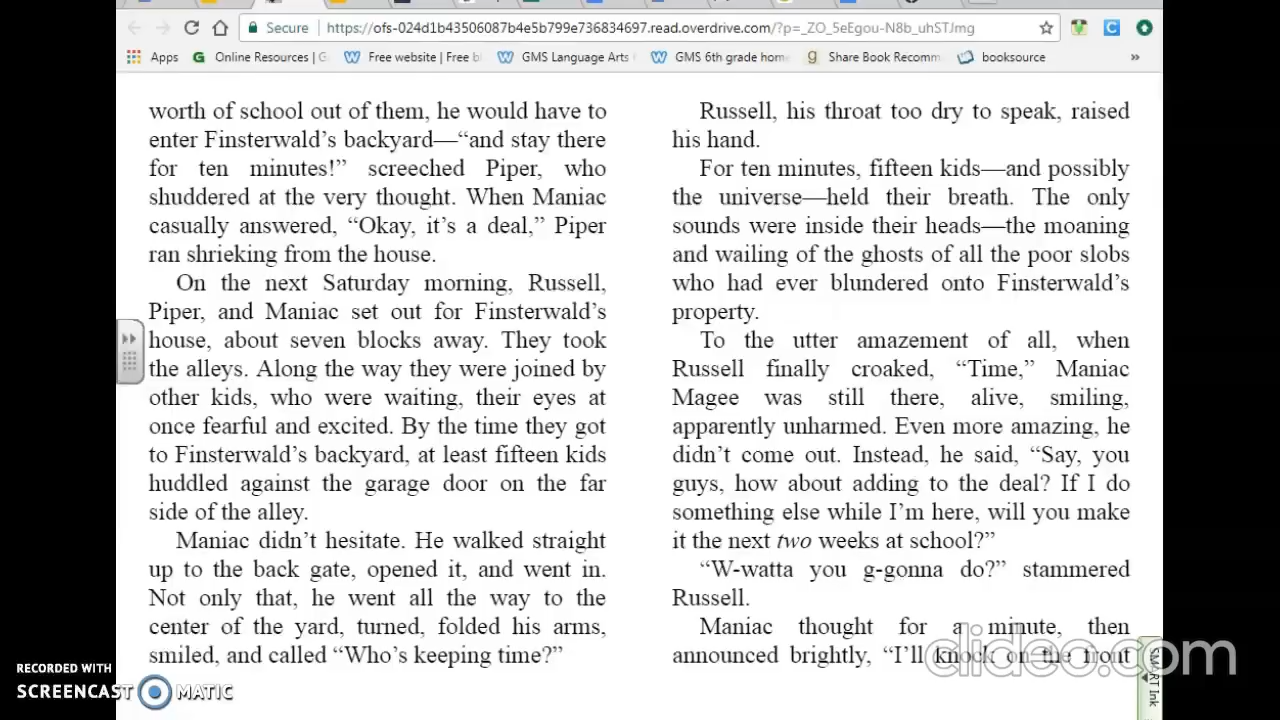 Secure
https://ofs-024d1b43506087b4e5b799e736834697.read.overdrive.com/?p=_ZO_5eEgou-N8b_uhSTJmg
Apps
Online Resources | G
Free website | Free b
GMS Language Arts
GMS 6th grade home
Share Book Recomm
booksource
»
worth of school out of them, he would have to
enter Finsterwald’s backyard—“and stay there
for ten minutes!” screeched Piper, who
shuddered at the very thought. When Maniac
casually answered, “Okay, it’s a deal,” Piper
ran shrieking from the house.
On the next Saturday morning, Russell,
Piper, and Maniac set out for Finsterwald’s
house, about seven blocks away. They took
the alleys. Along the way they were joined by
other kids, who were waiting, their eyes at
once fearful and excited. By the time they got
to Finsterwald’s backyard, at least fifteen kids
huddled against the garage door on the far
side of the alley.
Maniac didn’t hesitate. He walked straight
up to the back gate, opened it, and went in.
Not only that, he went all the way to the
center of the yard, turned, folded his arms,
smiled, and called “Who’s keeping time?”
Russell, his throat too dry to speak, raised
his hand.
For ten minutes, fifteen kids—and possibly
the universe—held their breath. The only
sounds were inside their heads—the moaning
and wailing of the ghosts of all the poor slobs
who had ever blundered onto Finsterwald’s
property.
To the utter amazement of all, when
Russell finally croaked, “Time,” Maniac
Magee was still there, alive, smiling,
apparently unharmed. Even more amazing, he
didn’t come out. Instead, he said, “Say, you
guys, how about adding to the deal? If I do
something else while I’m here, will you make
it the next two weeks at school?”
“W-watta you g-gonna do?” stammered
Russell.
Maniac thought for a minute, then
announced brightly, “I’ll knock on the front
clideo.com
SMART Ink
RECORDED WITH
SCREENCAST MATIC